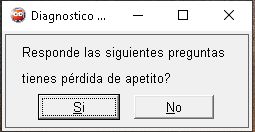 Diagnostico ...
Responde las siguientes preguntas
tienes pérdida de apetito?
Si
No